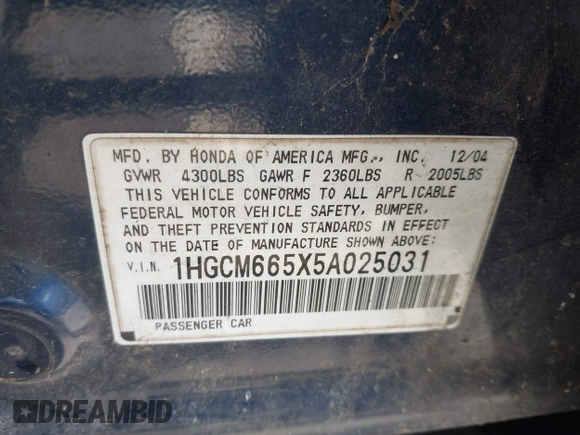 MFD. BY HONDA OF AMERICA MFG., INC. 12/04
GVWR 4300LBS GAWR F 2360LBS R 2005LBS
THIS VEHICLE CONFORMS TO ALL APPLICABLE
FEDERAL MOTOR VEHICLE SAFETY, BUMPER,
AND THEFT PREVENTION STANDARDS IN EFFECT
ON THE DATE OF MANUFACTURE SHOWN ABOVE:
V.I.N. 1HGCM665X5A025031
PASSENGER CAR
DREAMBID